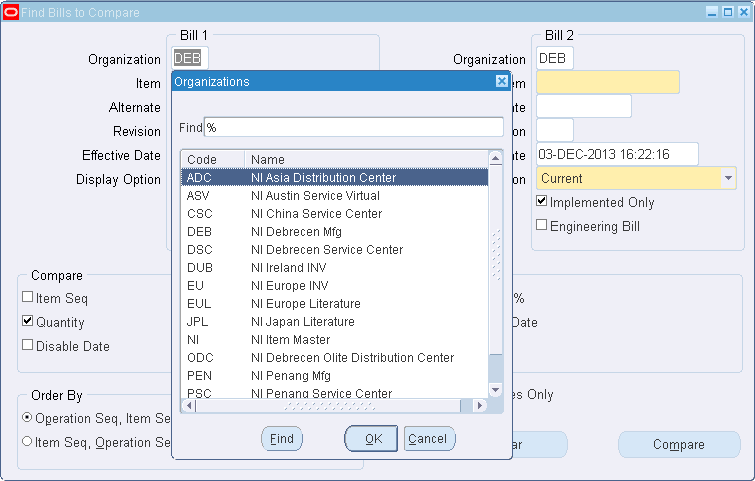 Find Bills to Compare
Bill 1
Bill 2
Organization DEB
Organization DEB
Item
em
Alternate
ate
Revision
on
Effective Date
te 03-DEC-2013 16:22:16
Display Option
on Current
Implemented Only
Engineering Bill
Organizations
Find %
Code Name
ADC NI Asia Distribution Center
ASV NI Austin Service Virtual
CSC NI China Service Center
DEB NI Debrecen Mfg
DSC NI Debrecen Service Center
DUB NI Ireland INV
EU NI Europe INV
EUL NI Europe Literature
JPL NI Japan Literature
NI NI Item Master
ODC NI Debrecen Olite Distribution Center
PEN NI Penang Mfg
PSC NI Penang Service Center
Find OK Cancel
Compare
Item Seq
%
Quantity
Date
Disable Date
Order By
es Only
Operation Seq, Item Se
Item Seq, Operation Se
ar
Compare